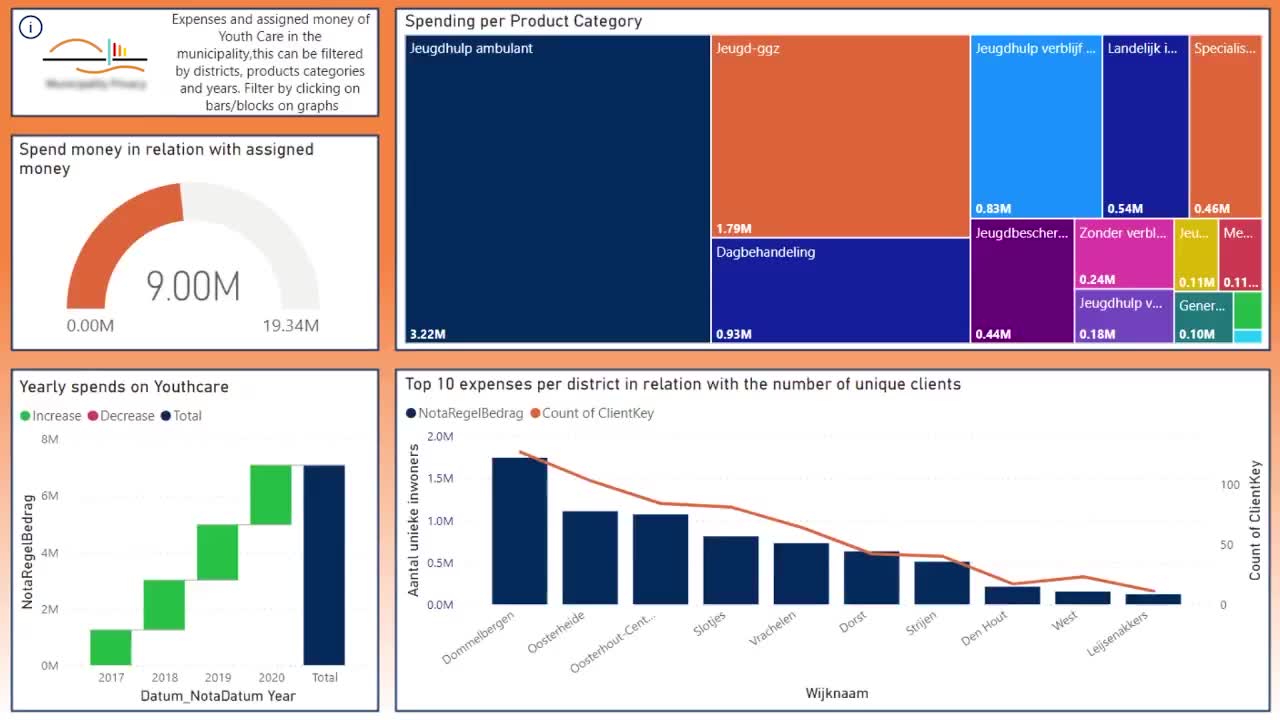 i
Expenses and assigned money of
Youth Care in the
municipality,this can be filtered
by districts, products categories
and years. Filter by clicking on
bars/blocks on graphs
Spend money in relation with assigned
money
9.00M
0.00M
19.34M
Spending per Product Category
Jeugdhulp ambulant
3.22M
Jeugd-ggz
1.79M
Dagbehandeling
0.93M
Jeugdhulp verblijf ...
0.83M
Landelijk i...
0.54M
Specialis...
0.46M
Jeugdbescher...
0.44M
Zonder verbl...
0.24M
Jeugdhulp v...
0.18M
Jeu...
0.11M
Me...
0.11...
Gener...
0.10M
Yearly spends on Youthcare
Increase Decrease Total
8M
6M
4M
2M
0M
NotaRegelBedrag
2017 2018 2019 2020 Total
Datum_NotaDatum Year
Top 10 expenses per district in relation with the number of unique clients
NotaRegelBedrag Count of ClientKey
2.0M
1.5M
1.0M
0.5M
0.0M
Aantal unieke inwoners
100
50
0
Count of ClientKey
Dommelbergen
Oosterheide
Oosterhout-Cent...
Slotjes
Vrachelen
Dorst
Strijen
Den Hout
West
Leijsenakkers
Wijknaam